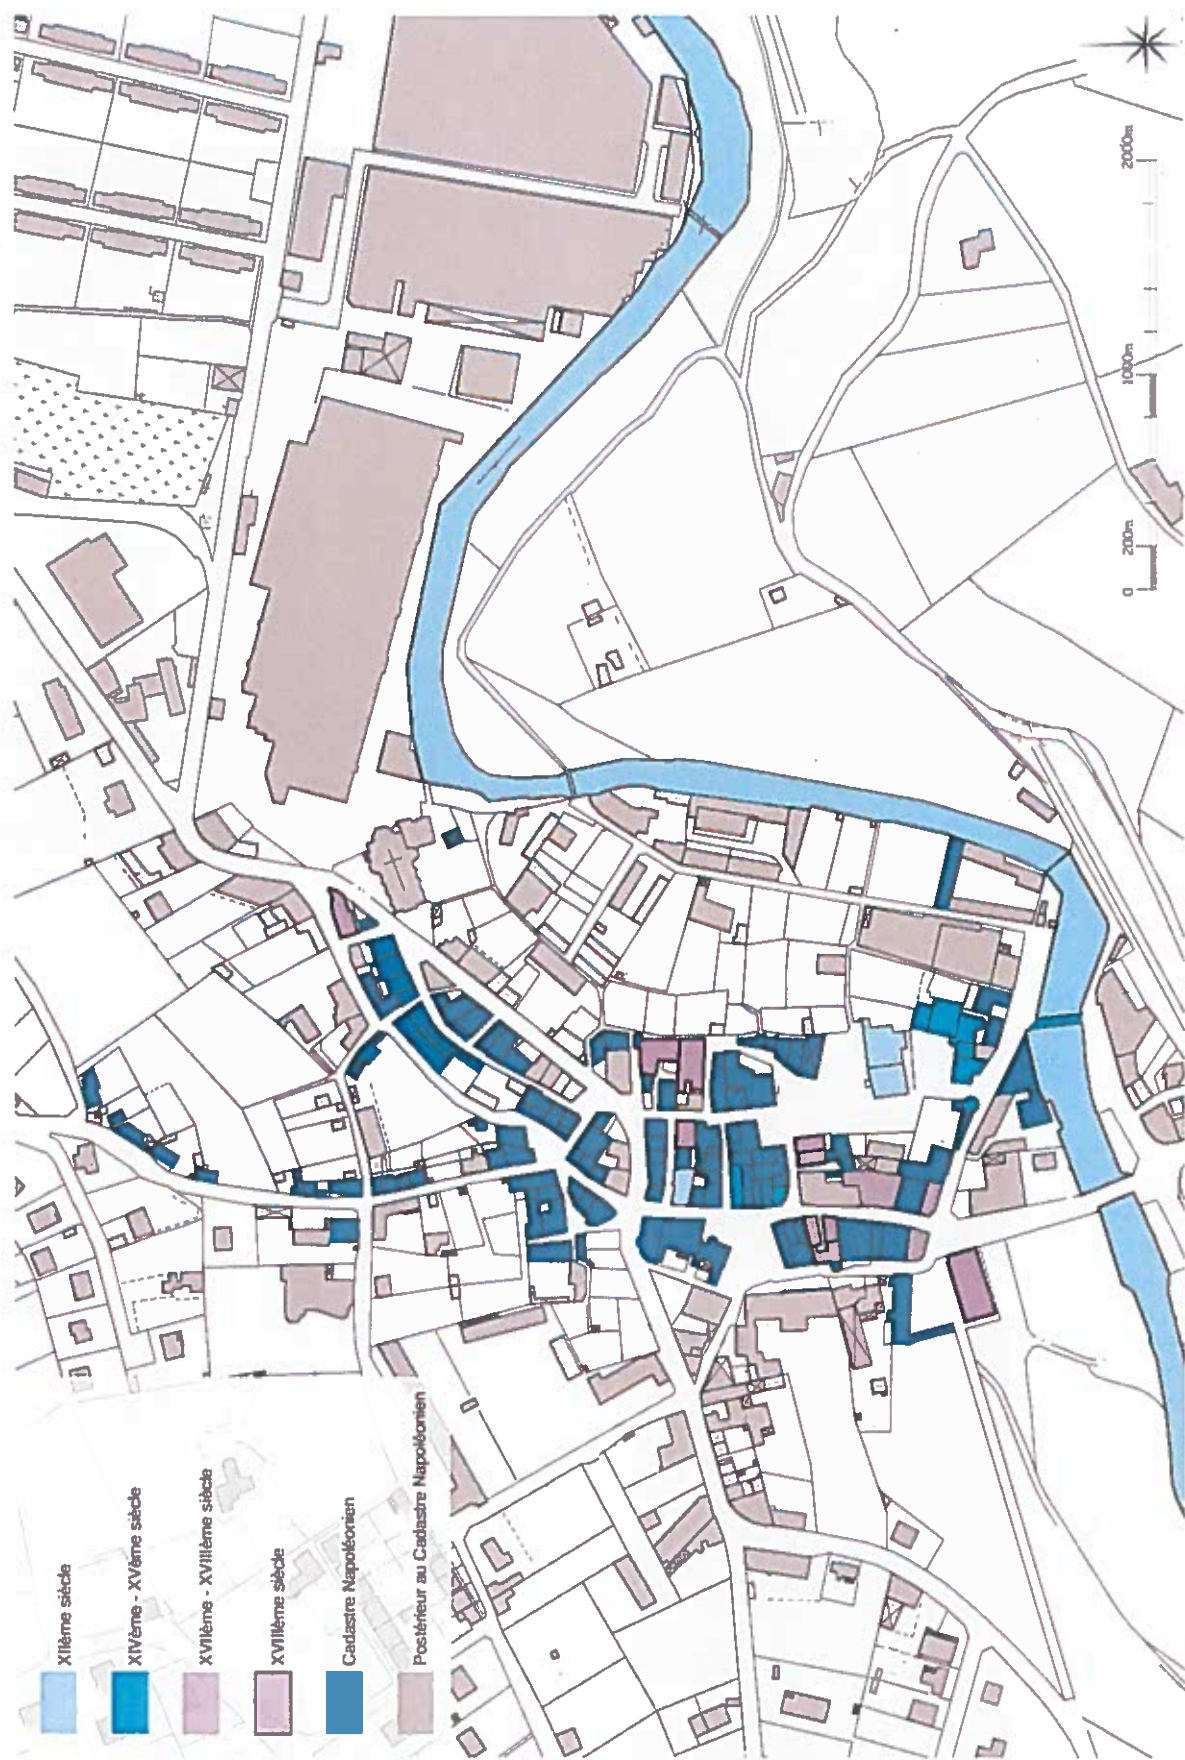 XIIème siècle
XIVème - XVème siècle
XVIIème - XVIIIème siècle
XVIIIème siècle
Cadastre Napoléonien
Postérieur au Cadastre Napoléonien
0 200m 1000m 2000m